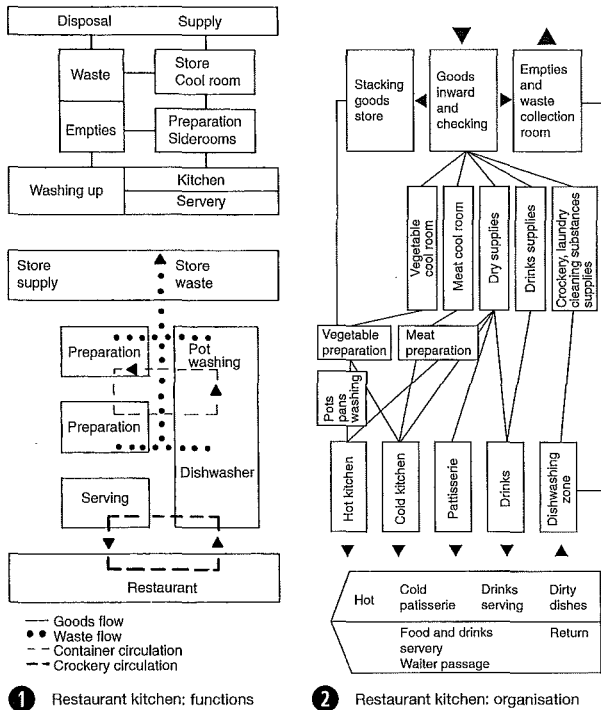 Disposal Supply
Waste
Store
Cool room
Empties
Preparation
Siderooms
Washing up
Kitchen
Servery
Store
supply
Store
waste
Preparation
Pot
washing
Preparation
Dishwasher
Serving
Restaurant
Goods flow
Waste flow
Container circulation
Crockery circulation
1 Restaurant kitchen: functions
Stacking
goods
store
Goods
inward
and
checking
Empties
and
waste
collection
room
Vegetable
cool room
Meat cool room
Dry supplies
Drinks supplies
Crockery, laundry
cleaning substances
supplies
Vegetable
preparation
Meat
preparation
Pots
pans
washing
Hot kitchen
Cold kitchen
Pattisserie
Drinks
Dishwashing
zone
Hot
Cold
patisserie
Drinks
serving
Dirty
dishes
Food and drinks
servery
Waiter passage
Return
2 Restaurant kitchen: organisation